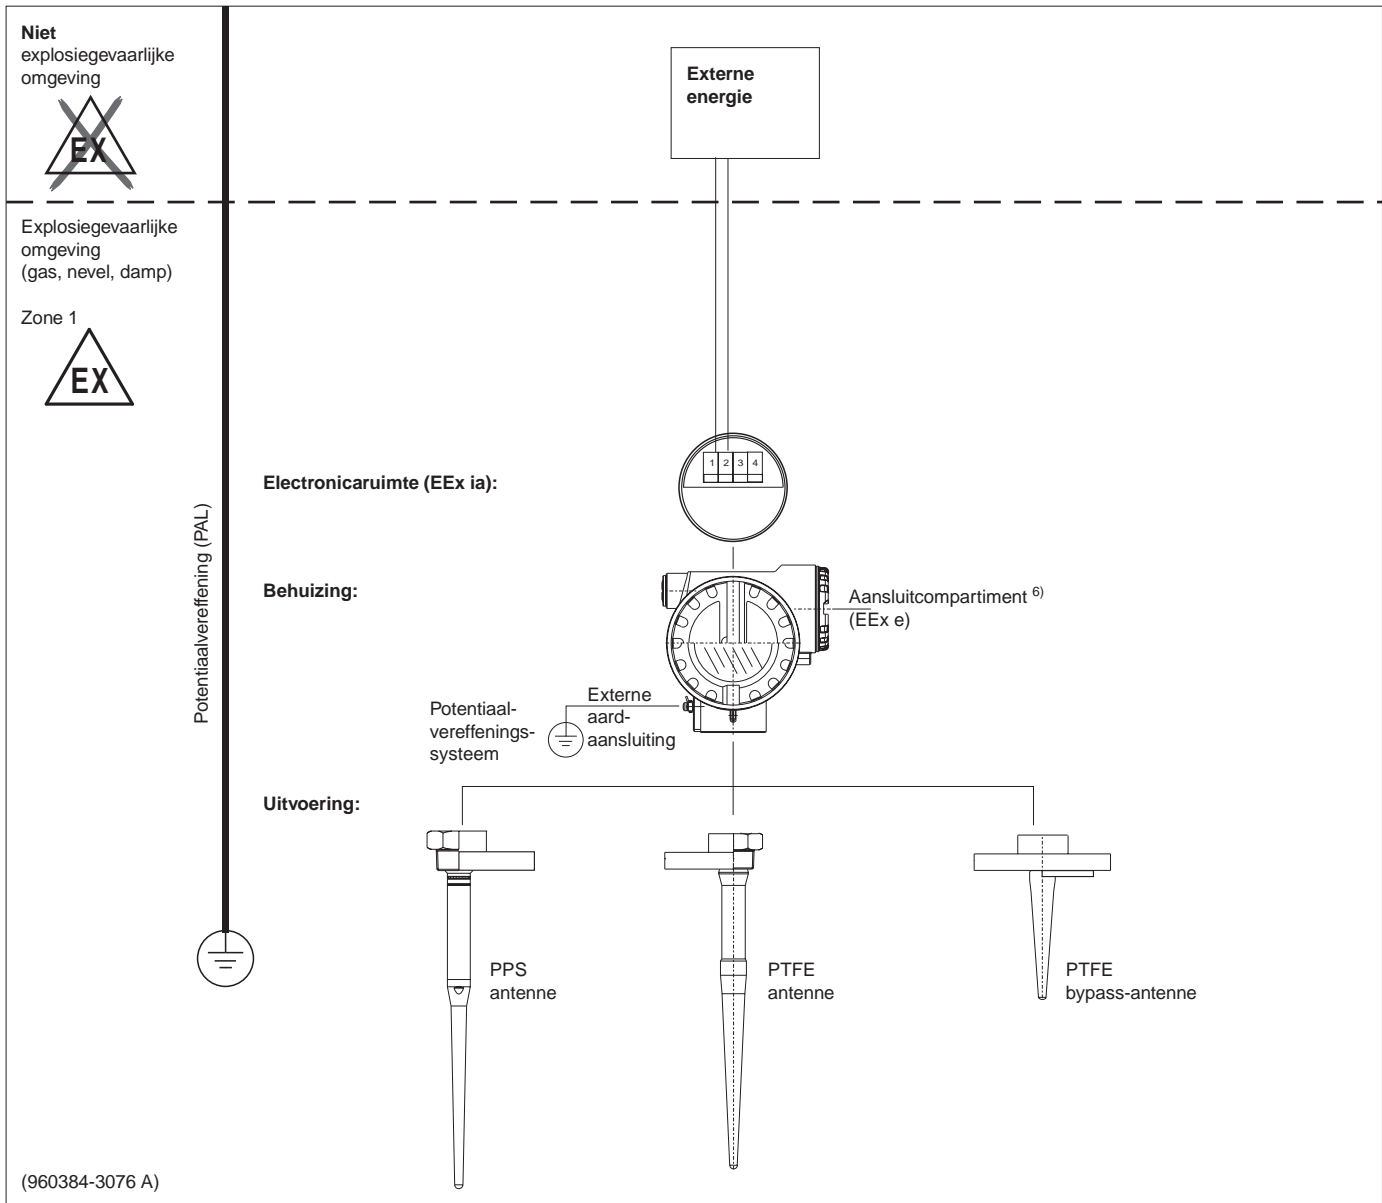 Niet
explosiegevaarlijke
omgeving
EX
Externe
energie
Explosiegevaarlijke
omgeving
(gas, nevel, damp)
Zone 1
EX
Potentiaalvereffening (PAL)
1 2 3 4
Electronicaruimte (EEx ia):
Behuizing:
Aansluitcompartiment 6)
(EEx e)
Potentiaal-
vereffenings-
systeem
Externe
aard-
aansluiting
Uitvoering:
PPS
antenne
PTFE
antenne
PTFE
bypass-antenne
(960384-3076 A)